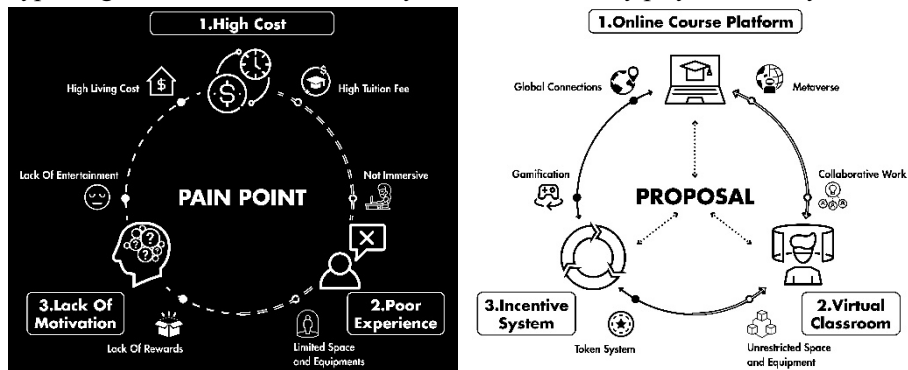 1.High Cost
High Living Cost
High Tuition Fee
Lack Of Entertainment
Not Immersive
PAIN POINT
3.Lack Of
Motivation
2.Poor
Experience
Lack Of Rewards
Limited Space
and Equipments
1.Online Course Platform
Global Connections
Metaverse
Gamification
Collaborative Work
PROPOSAL
3.Incentive
System
2.Virtual
Classroom
Token System
Unrestricted Space
and Equipment